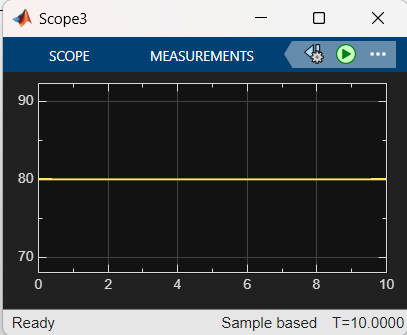 Scope3
SCOPE MEASUREMENTS
90
80
70
0 2 4 6 8 10
Ready Sample based T=10.0000